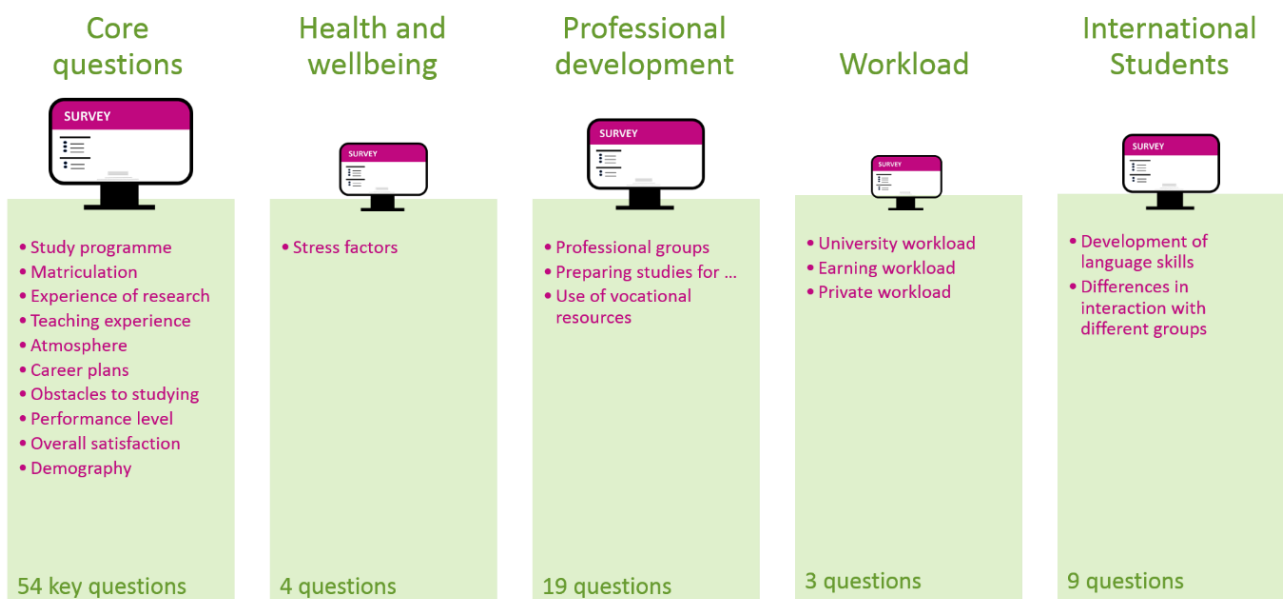 Core
questions
SURVEY
• Study programme
• Matriculation
• Experience of research
• Teaching experience
• Atmosphere
• Career plans
• Obstacles to studying
• Performance level
• Overall satisfaction
• Demography
54 key questions
Health and
wellbeing
SURVEY
• Stress factors
4 questions
Professional
development
SURVEY
• Professional groups
• Preparing studies for ...
• Use of vocational
resources
19 questions
Workload
SURVEY
• University workload
• Earning workload
• Private workload
3 questions
International
Students
SURVEY
• Development of
language skills
• Differences in
interaction with
different groups
9 questions